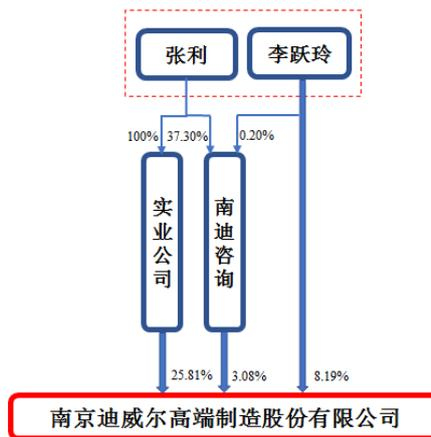 张利
李跃玲
100%
37.30%
0.20%
实业公司
南迪咨询
25.81%
3.08%
8.19%
南京迪威尔高端制造股份有限公司